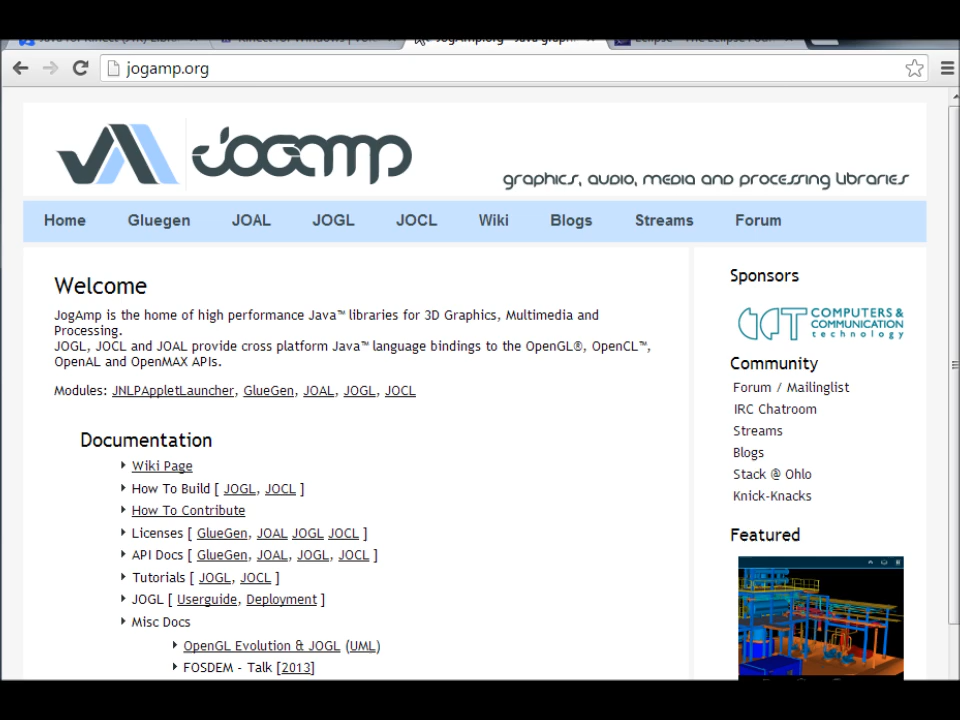 JogAmp.org - Java graph
jogamp.org
JogAmp
graphics, audio, media and processing libraries
Home Gluegen JOAL JOGL JOCL Wiki Blogs Streams Forum
Welcome
JogAmp is the home of high performance Java™ libraries for 3D Graphics, Multimedia and
Processing.
JOGL, JOCL and JOAL provide cross platform Java™ language bindings to the OpenGL®, OpenCL™,
OpenAL and OpenMAX APIs.
Modules: JNLPAppletLauncher, GlueGen, JOAL, JOGL, JOCL
Documentation
Wiki Page
How To Build [ JOGL, JOCL ]
How To Contribute
Licenses [ GlueGen, JOAL JOGL JOCL ]
API Docs [ GlueGen, JOAL, JOGL, JOCL ]
Tutorials [ JOGL, JOCL ]
JOGL [ Userguide, Deployment ]
Misc Docs
OpenGL Evolution & JOGL (UML)
FOSDEM - Talk [2013]
Sponsors
COMPUTERS &
COMMUNICATION
technology
Community
Forum / Mailinglist
IRC Chatroom
Streams
Blogs
Stack @ Ohlo
Knick-Knacks
Featured